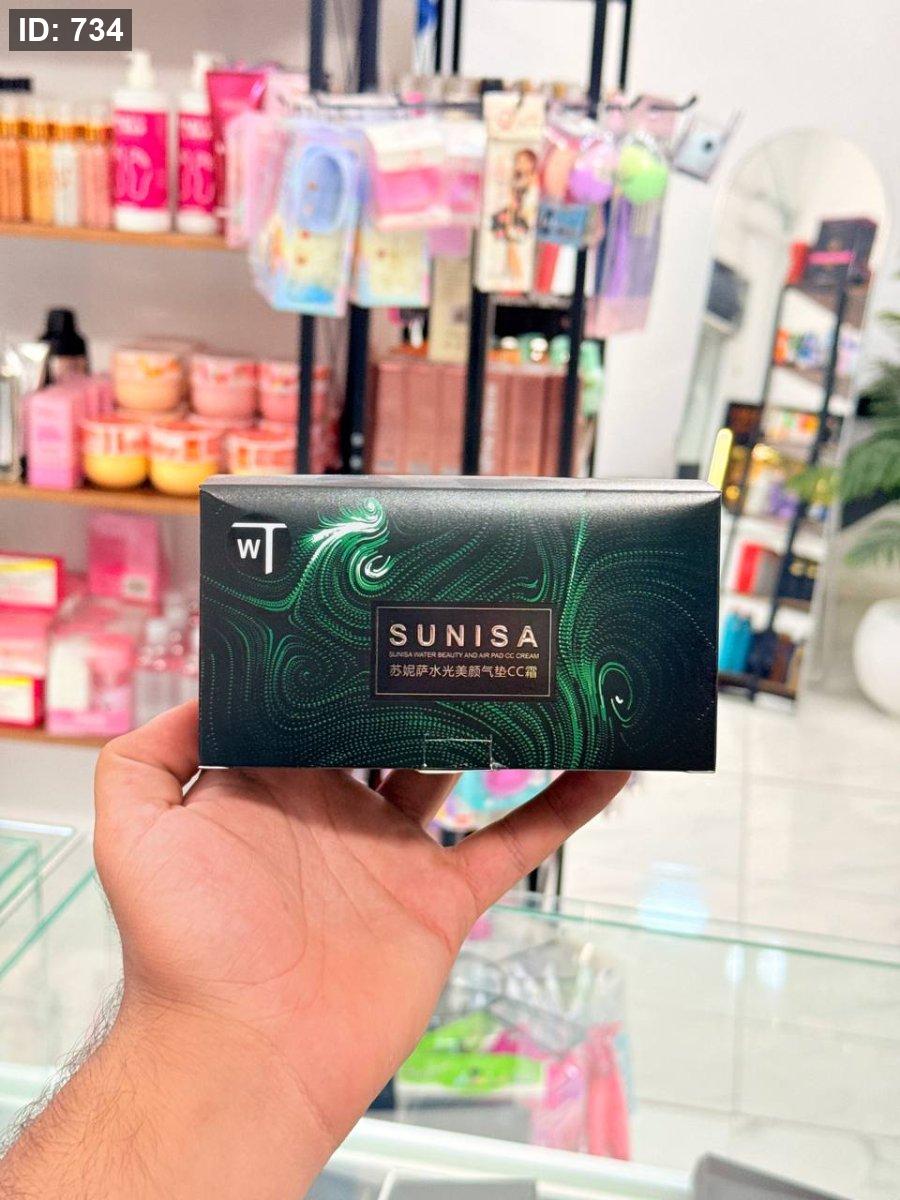 ID: 734
WT
SUNISA
SUNISA WATER BEAUTY AND AIR PAD CC CREAM
苏妮萨水光美颜气垫CC霜